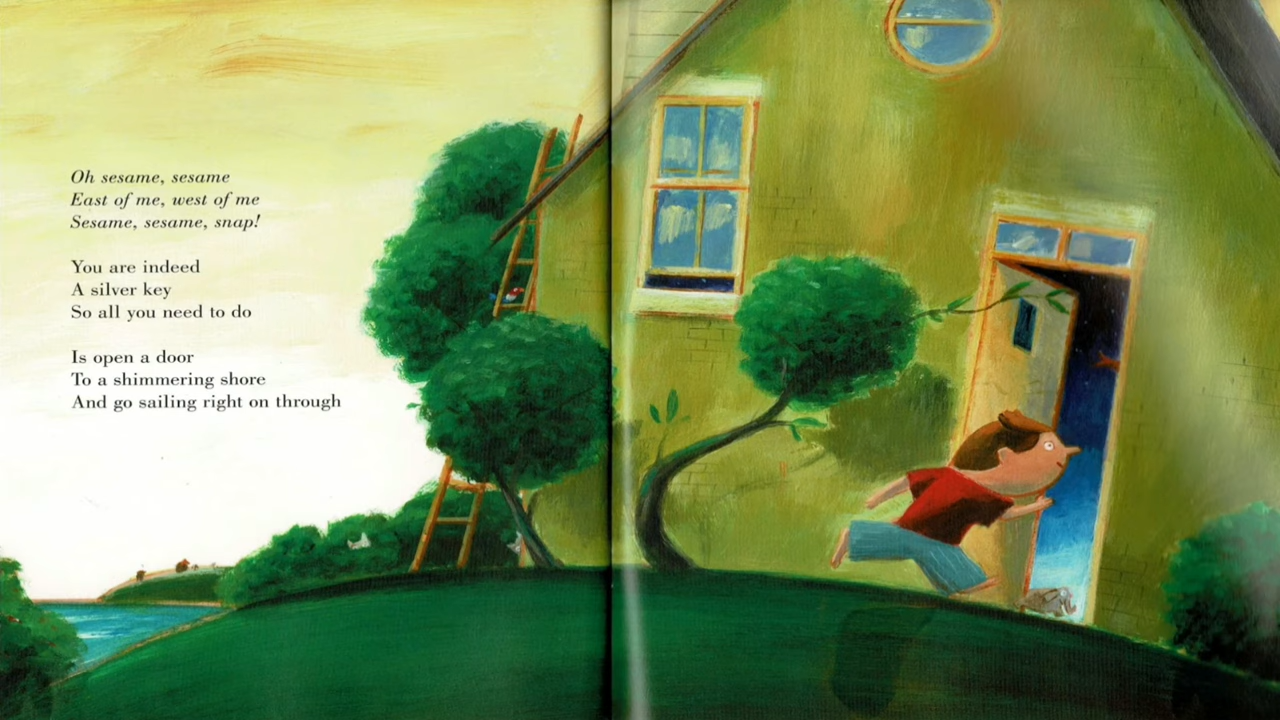 Oh sesame, sesame
East of me, west of me
Sesame, sesame, snap!
You are indeed
A silver key
So all you need to do
Is open a door
To a shimmering shore
And go sailing right on through